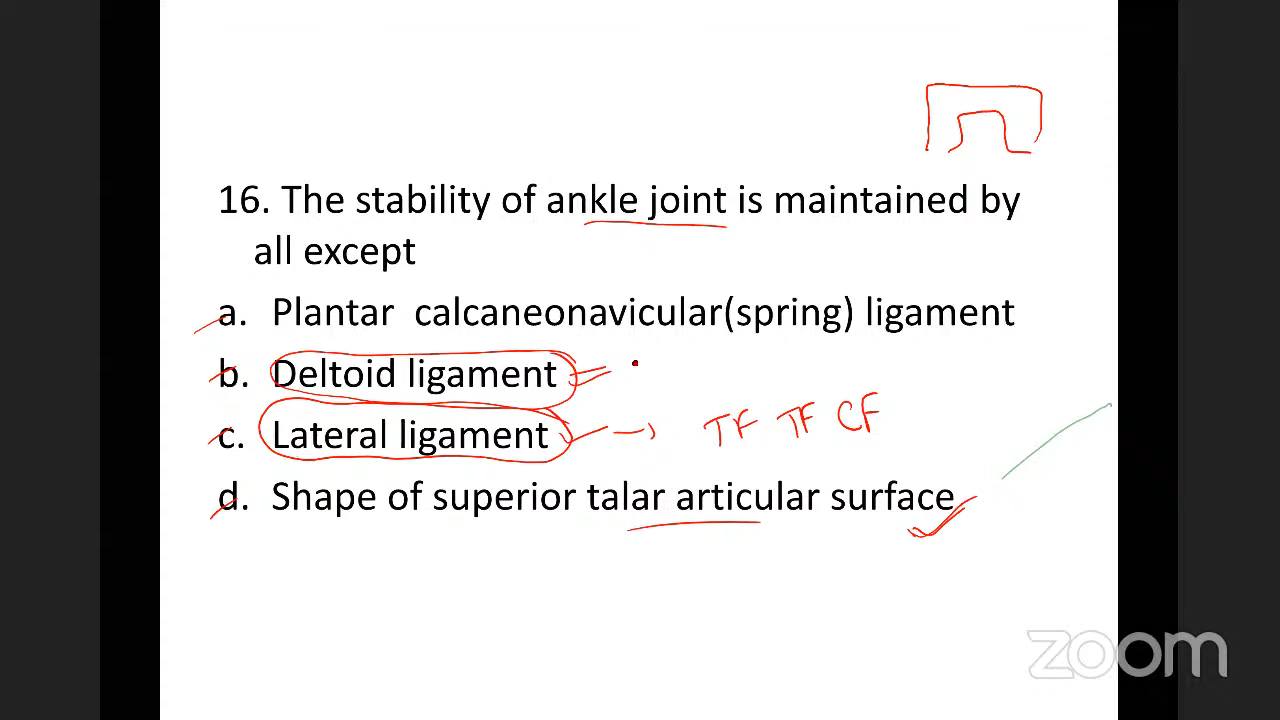 16. The stability of ankle joint is maintained by
all except
a. Plantar calcaneonavicular(spring) ligament
b. Deltoid ligament
c. Lateral ligament TF TF CF
d. Shape of superior talar articular surface
zoom